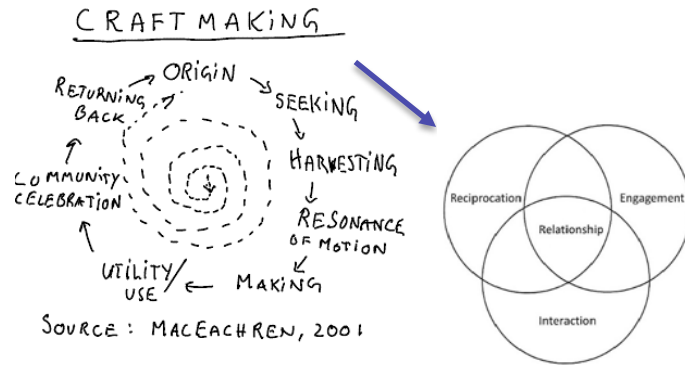 CRAFT MAKING
ORIGIN
SEEKING
HARVESTING
RESONANCE
OF MOTION
MAKING
UTILITY/
USE
COMMUNITY
CELEBRATION
RETURNING
BACK
SOURCE: MACEACHREN, 2001
Reciprocation
Engagement
Relationship
Interaction